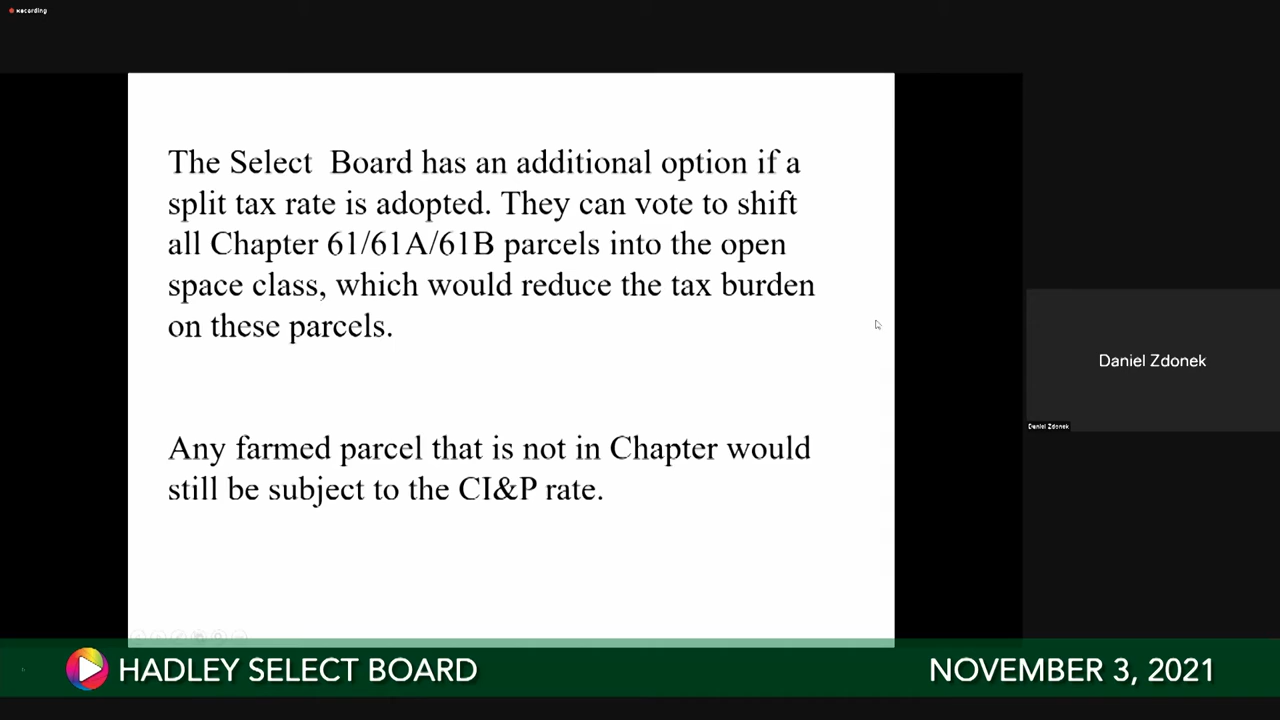 Recording
The Select  Board has an additional option if a
split tax rate is adopted. They can vote to shift
all Chapter 61/61A/61B parcels into the open
space class, which would reduce the tax burden
on these parcels.
Any farmed parcel that is not in Chapter would
still be subject to the CI&P rate.
Daniel Zdonek
Daniel Zdonek
HADLEY SELECT BOARD
NOVEMBER 3, 2021